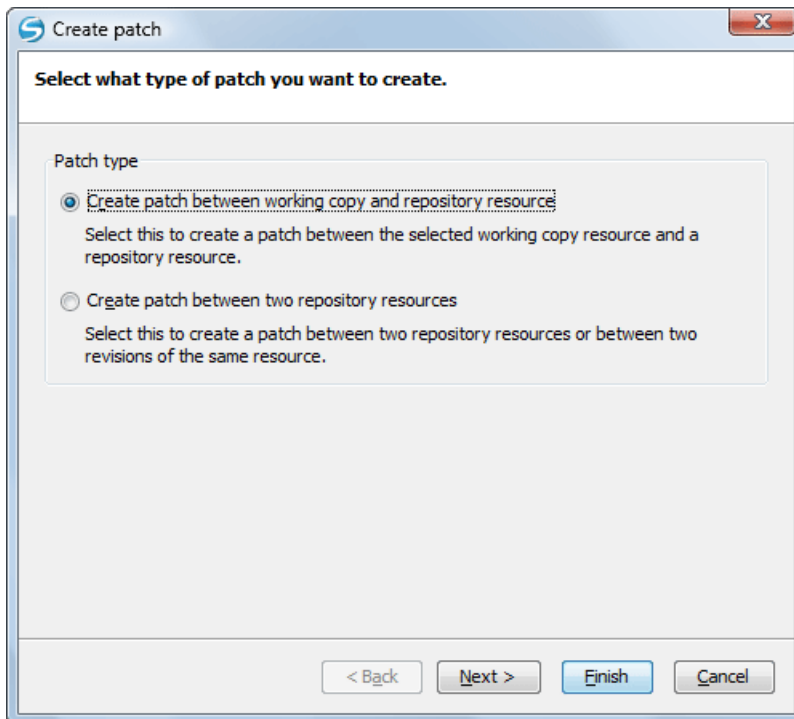 Create patch
Select what type of patch you want to create.
Patch type
Create patch between working copy and repository resource
Select this to create a patch between the selected working copy resource and a
repository resource.
Create patch between two repository resources
Select this to create a patch between two repository resources or between two
revisions of the same resource.
< Back Next > Finish Cancel